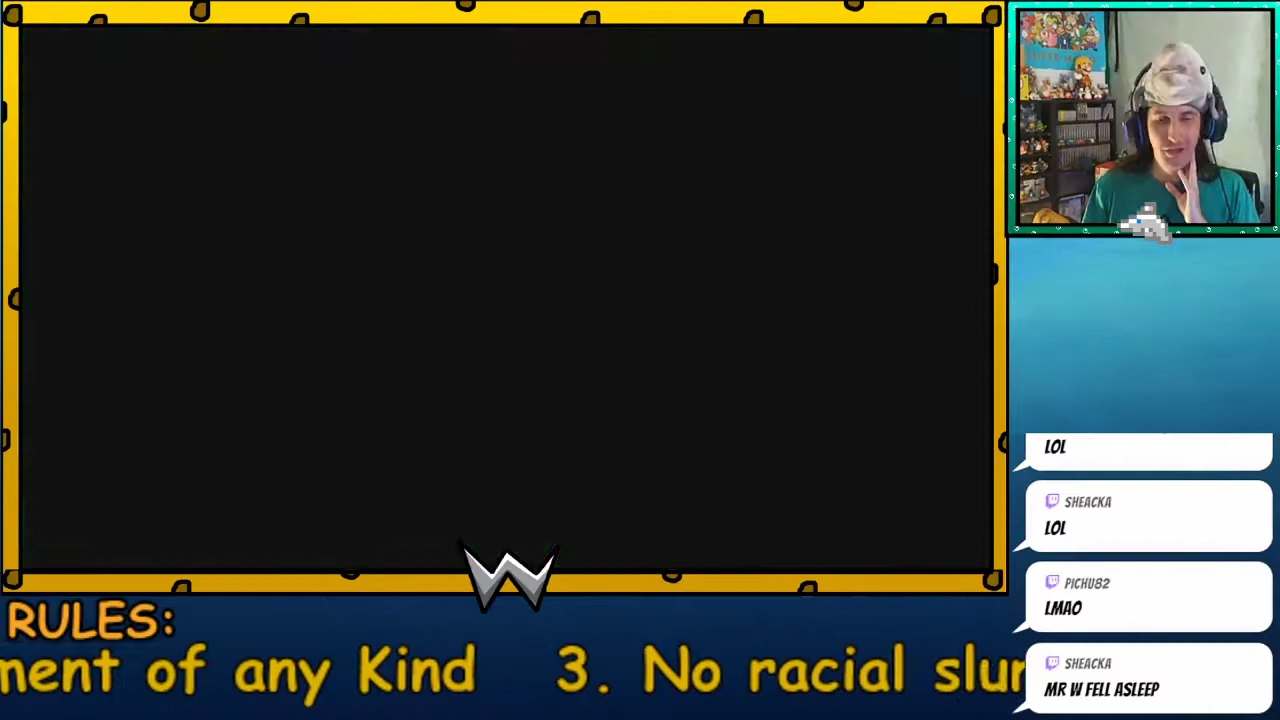 LOL
SHEACKA
LOL
PICHU82
LMAO
SHEACKA
MR W FELL ASLEEP
RULES:
ment of any Kind 3. No racial slur
W